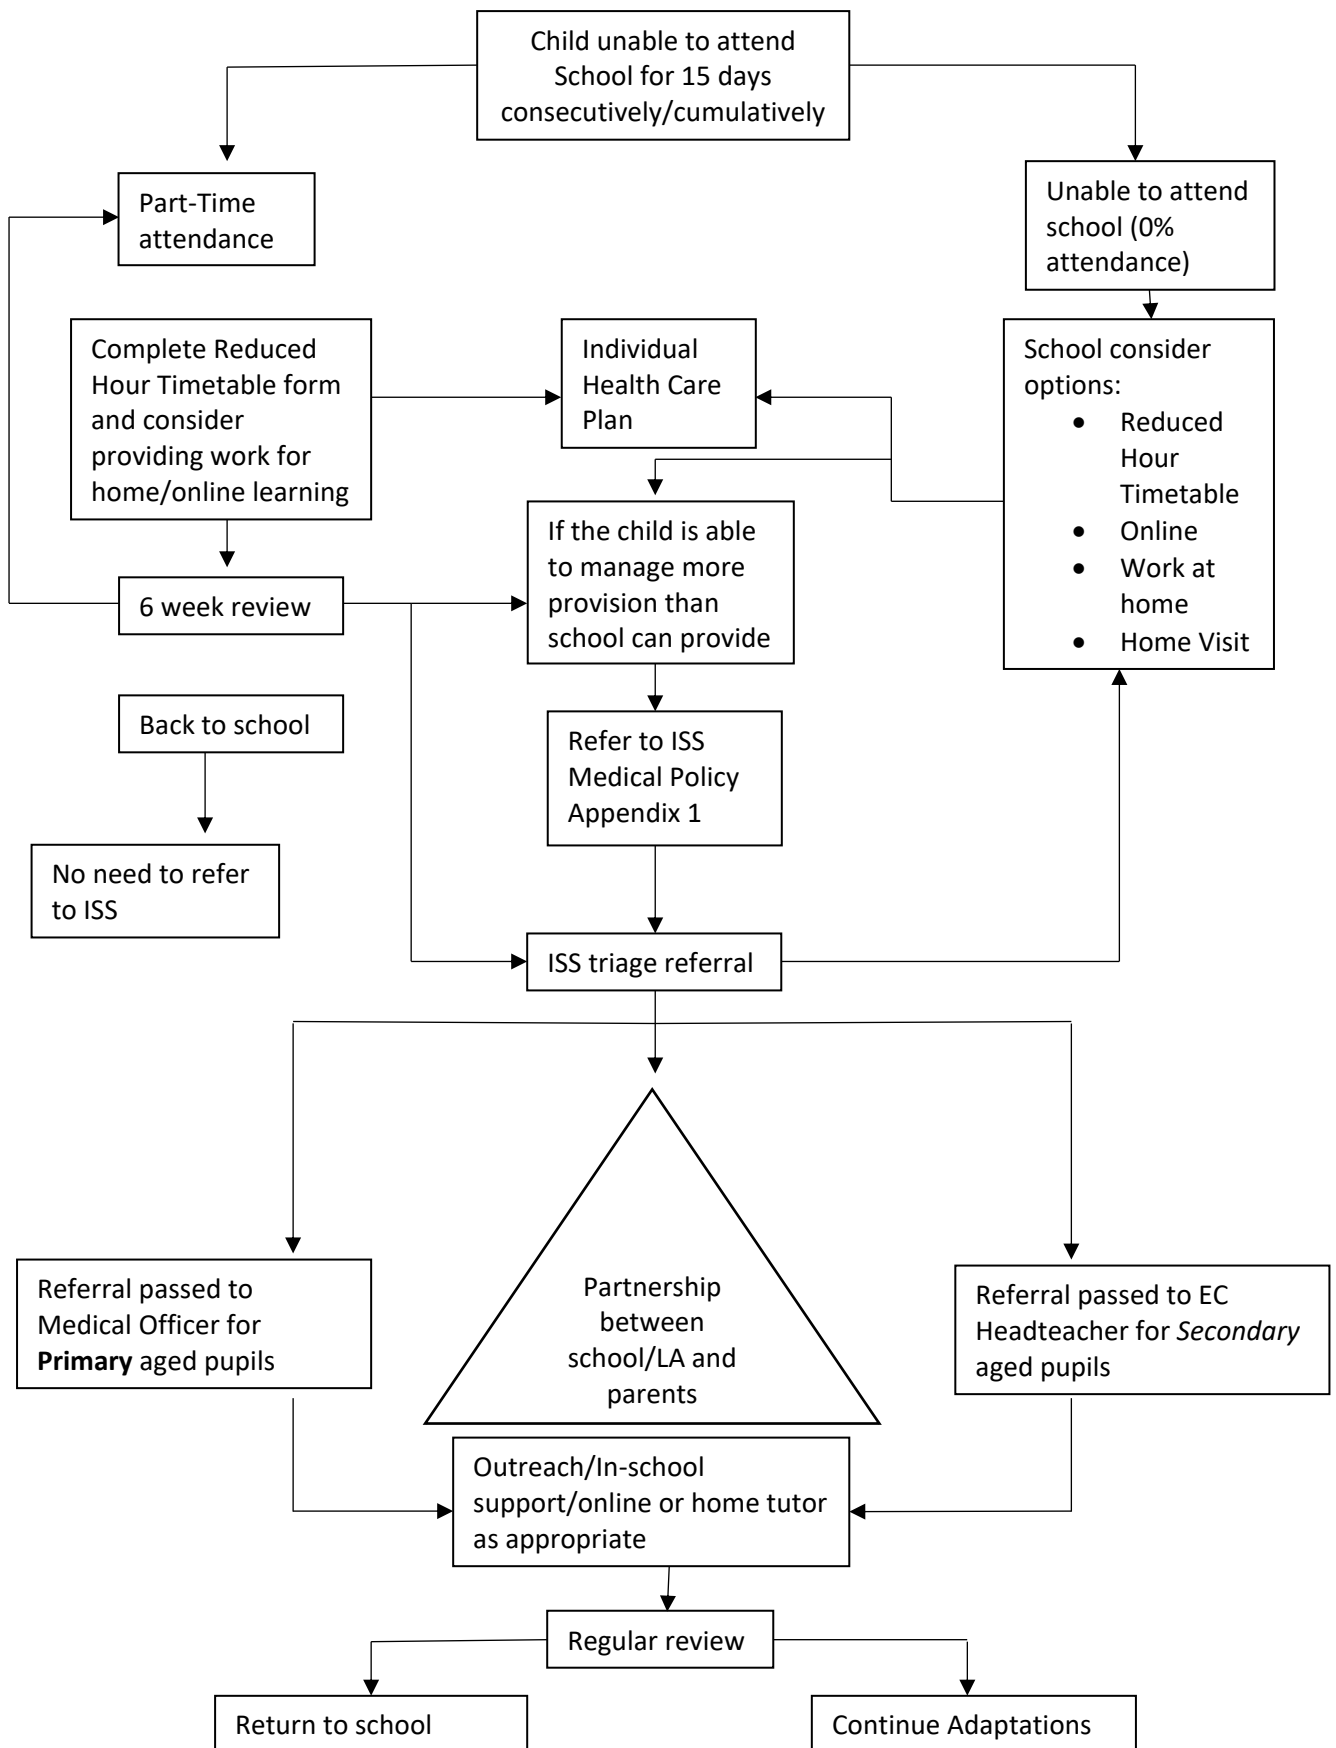 Child unable to attend
School for 15 days
consecutively/cumulatively
Part-Time
attendance
Unable to attend
school (0%
attendance)
Complete Reduced
Hour Timetable form
and consider
providing work for
home/online learning
Individual
Health Care
Plan
School consider
options:
• Reduced
Hour
Timetable
• Online
• Work at
home
• Home Visit
If the child is able
to manage more
provision than
school can provide
6 week review
Back to school
Refer to ISS
Medical Policy
Appendix 1
No need to refer
to ISS
ISS triage referral
Referral passed to
Medical Officer for
Primary aged pupils
Partnership
between
school/LA and
parents
Referral passed to EC
Headteacher for Secondary
aged pupils
Outreach/In-school
support/online or home tutor
as appropriate
Regular review
Return to school
Continue Adaptations